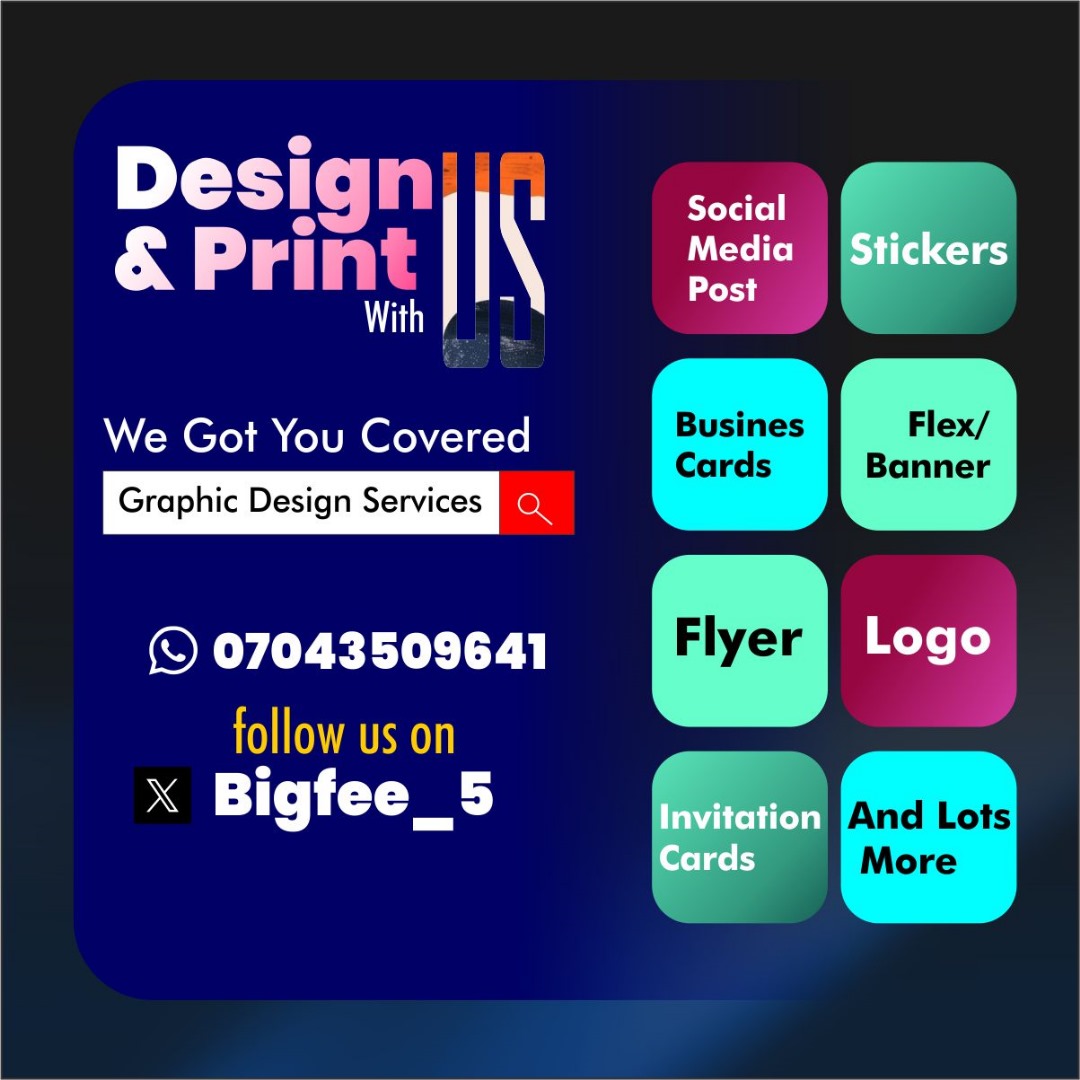 Design
& Print
With
US
We Got You Covered
Graphic Design Services
07043509641
follow us on
X Bigfee_5
Social
Media
Post
Stickers
Busines
Cards
Flex/
Banner
Flyer
Logo
Invitation
Cards
And Lots
More